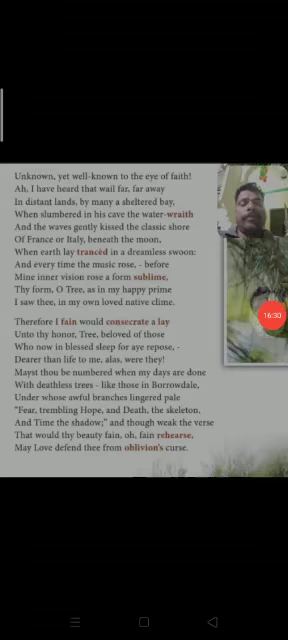 Unknown, yet well-known to the eye of faith!
Ah, I have heard that wail far, far away
In distant lands, by many a sheltered bay,
When slumbered in his cave the water-wraith
And the waves gently kissed the classic shore
Of France or Italy, beneath the moon,
When earth lay trancèd in a dreamless swoon:
And every time the music rose, - before
Mine inner vision rose a form sublime,
Thy form, O Tree, as in my happy prime
I saw thee, in my own loved native clime.
Therefore I fain would consecrate a lay
Unto thy honor, Tree, beloved of those
Who now in blessed sleep for aye repose, -
Dearer than life to me, alas, were they!
Mayst thou be numbered when my days are done
With deathless trees - like those in Borrowdale,
Under whose awful branches lingered pale
"Fear, trembling Hope, and Death, the skeleton,
And Time the shadow;" and though weak the verse
That would thy beauty fain, oh, fain rehearse,
May Love defend thee from oblivion's curse.
16:30